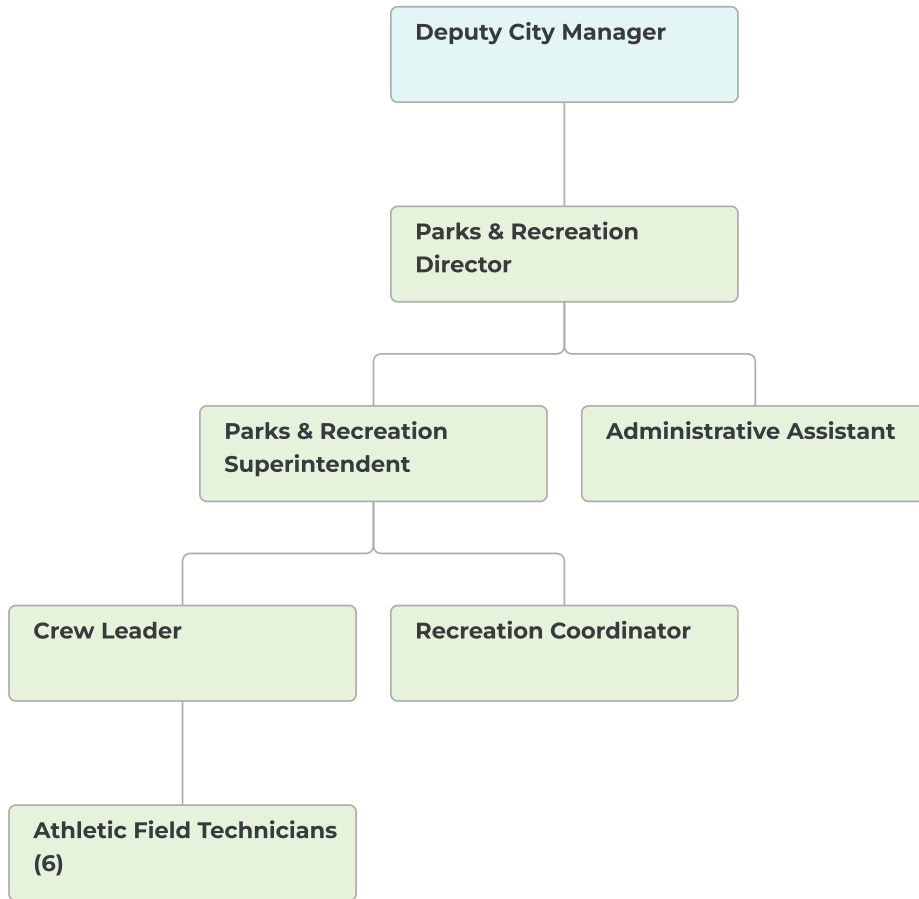 Deputy City Manager
Parks & Recreation
Director
Parks & Recreation
Superintendent
Administrative Assistant
Crew Leader
Recreation Coordinator
Athletic Field Technicians
(6)